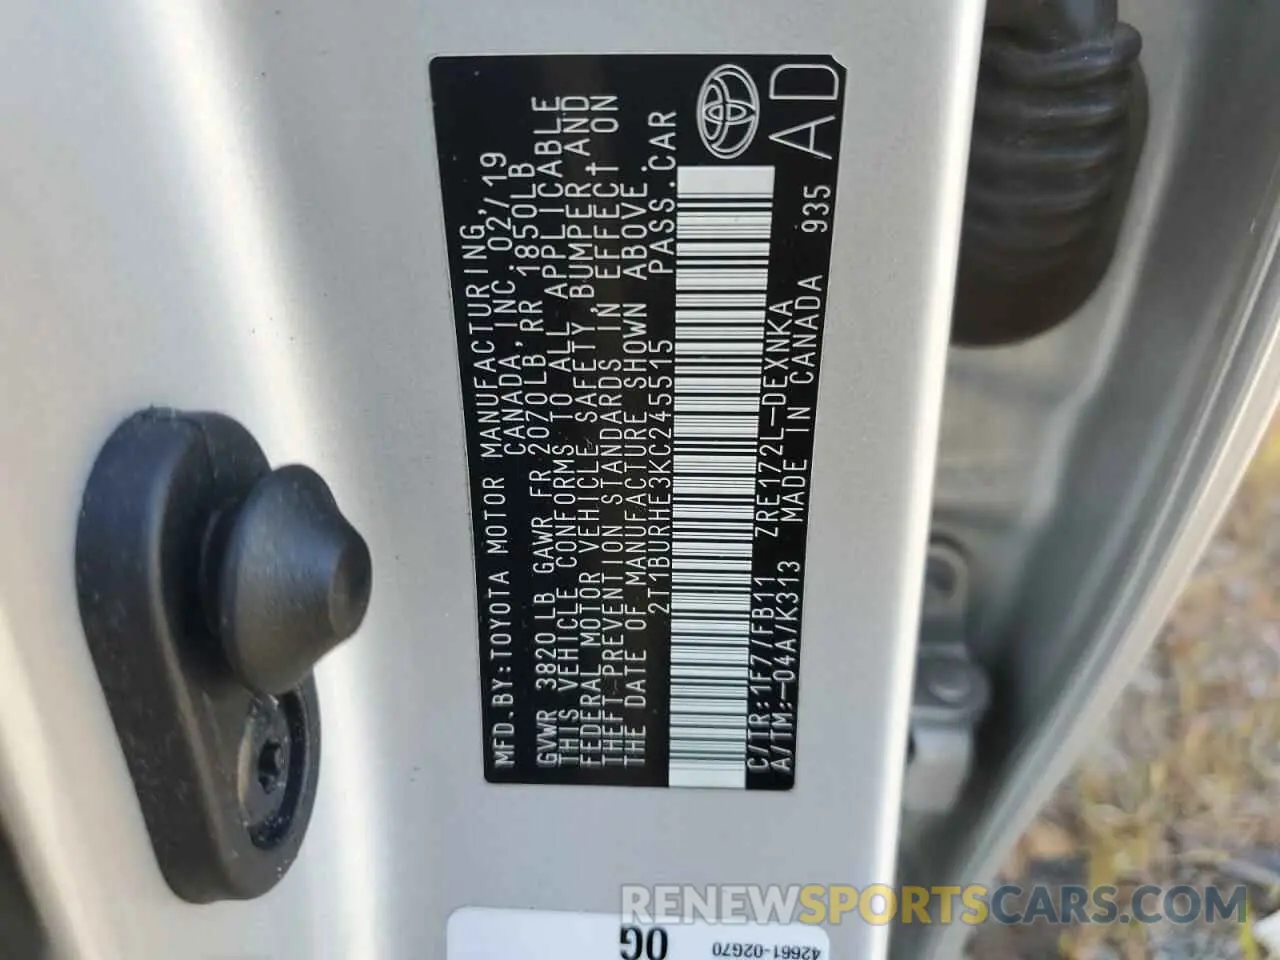 MFD.BY:TOYOTA MOTOR MANUFACTURING,
CANADA, INC. 02/19
GVWR 3820 LB GAWR FR 2070LB, RR 1850LB
THIS VEHICLE CONFORMS TO ALL APPLICABLE
FEDERAL MOTOR VEHICLE SAFETY, BUMPER, AND
THEFT-PREVENTION STANDARDS IN EFFECT ON
THE DATE OF MANUFACTURE SHOWN ABOVE.
2T1BURHE3KC245515 PASS.CAR
C/TR:1F7/FB11 ZRE172L-DEXNKA
A/TM:-04A/K313 MADE IN CANADA 935
AD
42661-02G70
0G
RENEWSPORTSCARS.COM